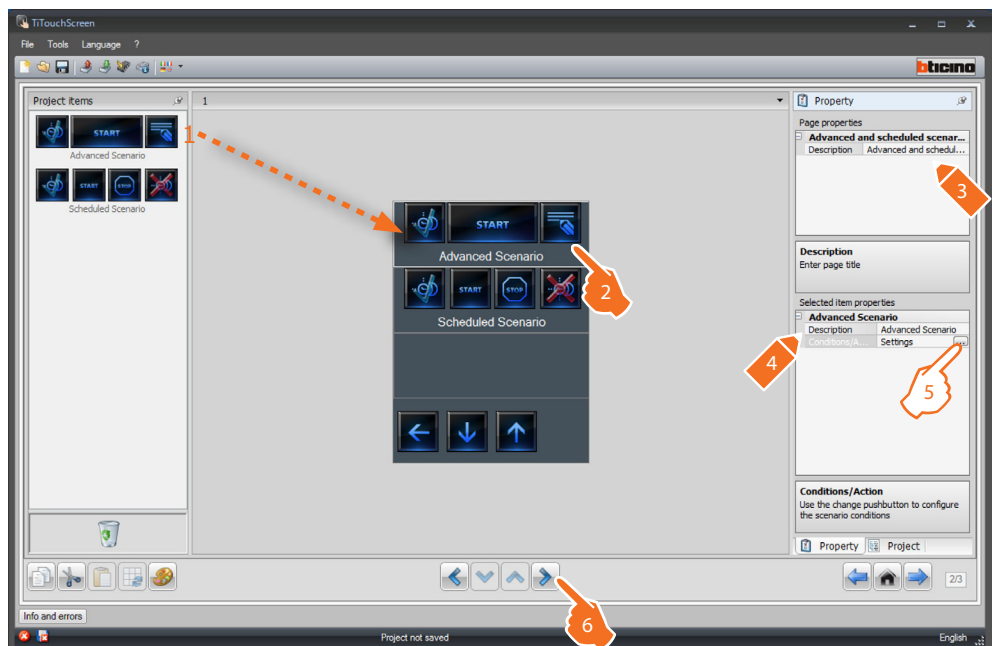 TiTouchScreen
File Tools Language ?
bticino
Project items
1
Property
START
Advanced Scenario
START STOP
Scheduled Scenario
1
START
Advanced Scenario
2
START STOP
Scheduled Scenario
Page properties
Advanced and scheduled scenar...
Description Advanced and schedul...
3
Description
Enter page title
Selected item properties
Advanced Scenario
Description Advanced Scenario
Conditions/A... Settings ...
4
5
Conditions/Action
Use the change pushbutton to configure
the scenario conditions
Property Project
2/3
6
Info and errors
Project not saved
English